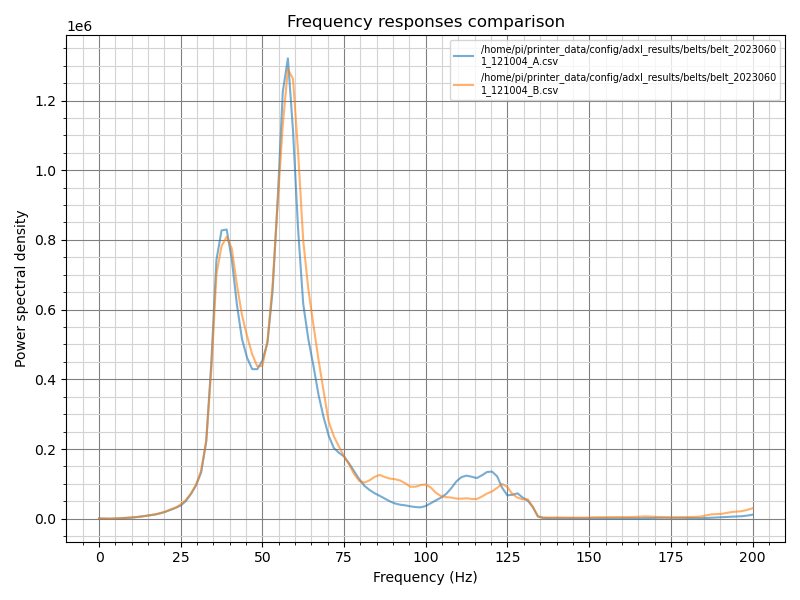 Frequency responses comparison
1e6
/home/pi/printer_data/config/adxl_results/belts/belt_2023060
1_121004_A.csv
/home/pi/printer_data/config/adxl_results/belts/belt_2023060
1_121004_B.csv
1.2
1.0
0.8
0.6
0.4
0.2
0.0
Power spectral density
0 25 50 75 100 125 150 175 200
Frequency (Hz)